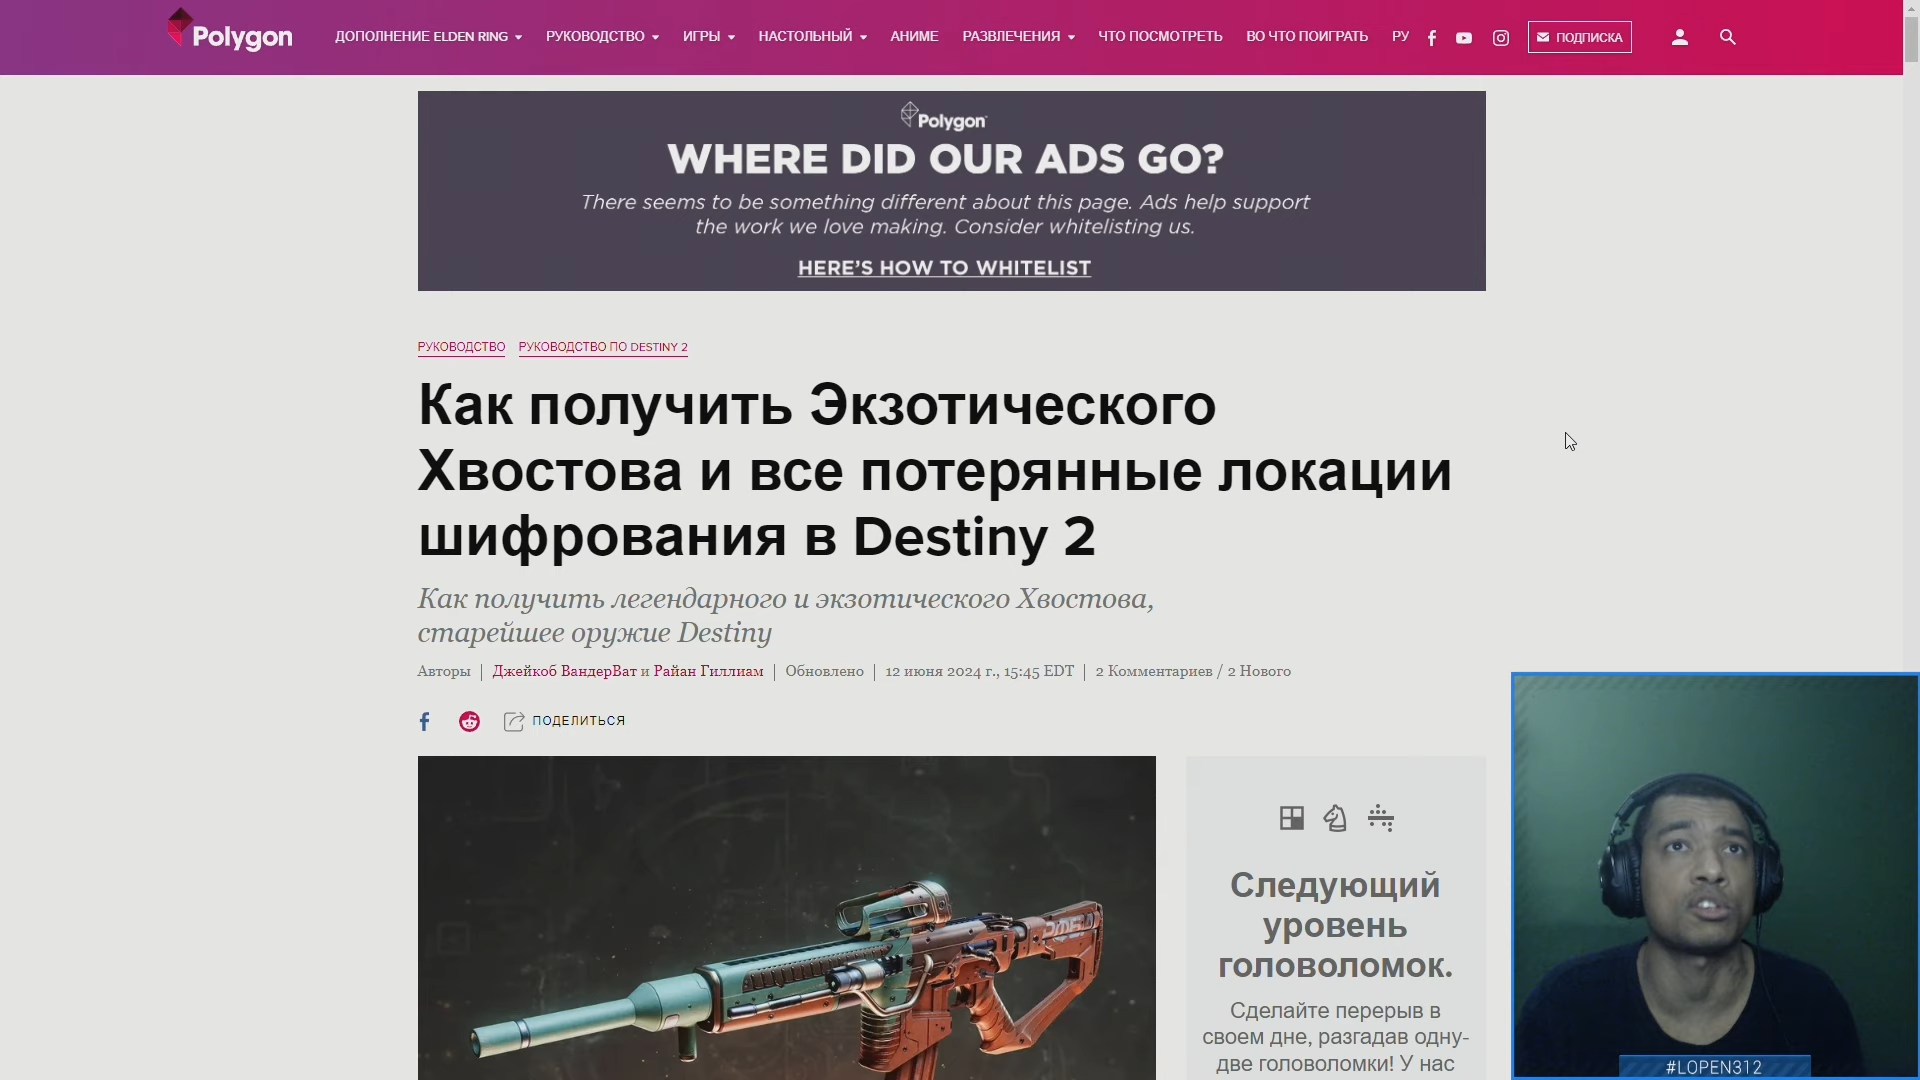 Polygon
ДОПОЛНЕНИЕ ELDEN RING
РУКОВОДСТВО
ИГРЫ
НАСТОЛЬНЫЙ
АНИМЕ
РАЗВЛЕЧЕНИЯ
ЧТО ПОСМОТРЕТЬ
ВО ЧТО ПОИГРАТЬ
РУ
ПОДПИСКА
Polygon
WHERE DID OUR ADS GO?
There seems to be something different about this page. Ads help support
the work we love making. Consider whitelisting us.
HERE'S HOW TO WHITELIST
РУКОВОДСТВО
РУКОВОДСТВО ПО DESTINY 2
Как получить Экзотического
Хвостова и все потерянные локации
шифрования в Destiny 2
Как получить легендарного и экзотического Хвостова,
старейшее оружие Destiny
Авторы | Джейкоб ВандерВат и Райан Гиллиам | Обновлено | 12 июня 2024 г., 15:45 EDT | 2 Комментариев / 2 Нового
ПОДЕЛИТЬСЯ
Следующий
уровень
головоломок.
Сделайте перерыв в
своем дне, разгадав одну-
две головоломки! У нас
#LOPEN312